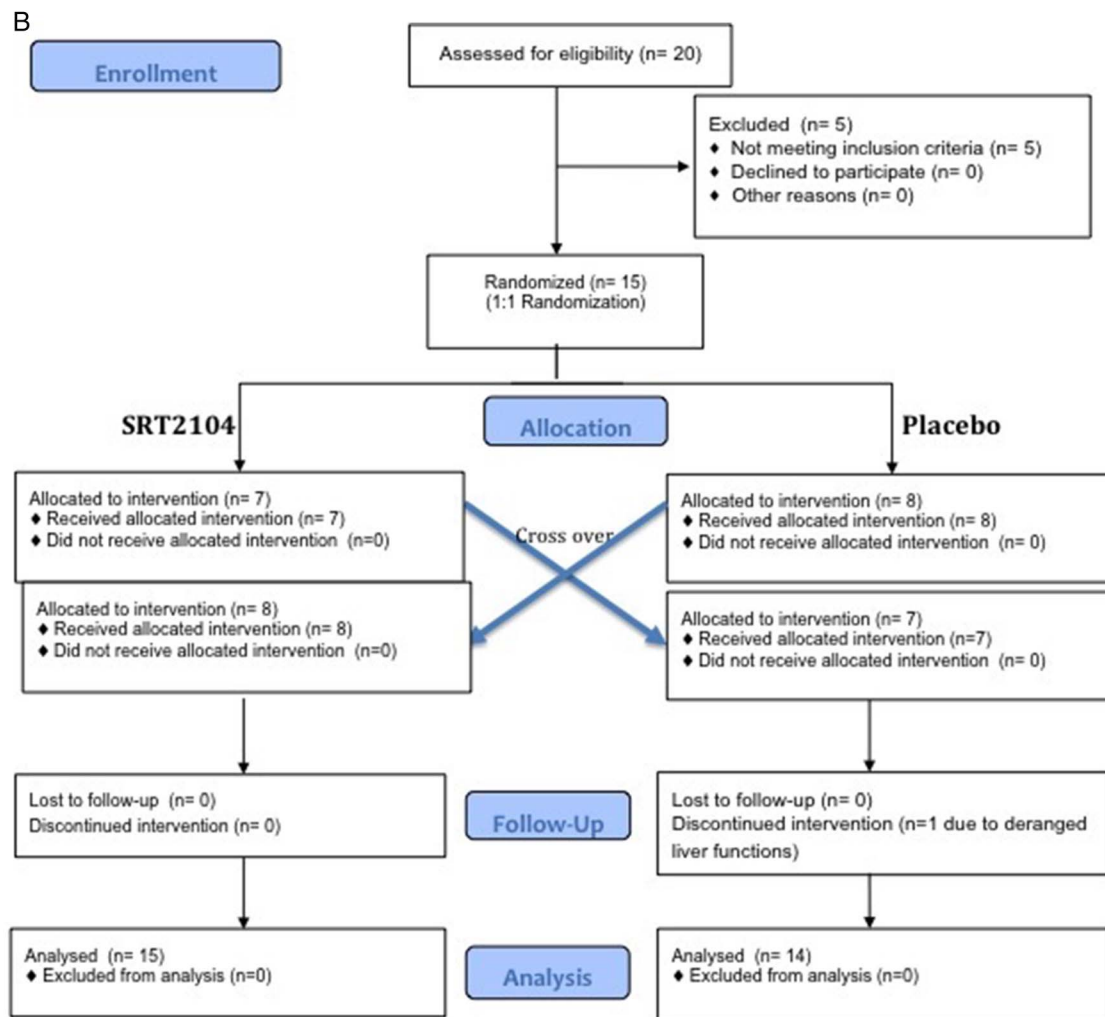 B
Enrollment
Assessed for eligibility (n= 20)
Excluded (n= 5)
♦ Not meeting inclusion criteria (n= 5)
♦ Declined to participate (n= 0)
♦ Other reasons (n= 0)
Randomized (n= 15)
(1:1 Randomization)
Allocation
SRT2104
Placebo
Allocated to intervention (n= 7)
♦ Received allocated intervention (n= 7)
♦ Did not receive allocated intervention (n=0)
Cross over
Allocated to intervention (n= 8)
♦ Received allocated intervention (n= 8)
♦ Did not receive allocated intervention (n= 0)
Allocated to intervention (n= 8)
♦ Received allocated intervention (n= 8)
♦ Did not receive allocated intervention (n=0)
Allocated to intervention (n= 7)
♦ Received allocated intervention (n=7)
♦ Did not receive allocated intervention (n= 0)
Lost to follow-up (n= 0)
Discontinued intervention (n= 0)
Follow-Up
Lost to follow-up (n= 0)
Discontinued intervention (n=1 due to deranged
liver functions)
Analysed (n= 15)
♦ Excluded from analysis (n=0)
Analysis
Analysed (n= 14)
♦ Excluded from analysis (n=0)